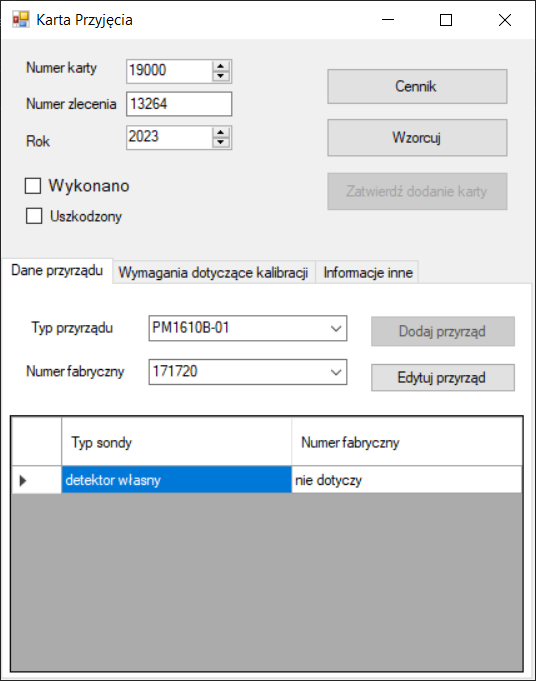 Karta Przyjęcia
Numer karty 19000
Cennik
Numer zlecenia 13264
Rok 2023
Wzorcuj
Wykonano
Zatwierdź dodanie karty
Uszkodzony
Dane przyrządu Wymagania dotyczące kalibracji Informacje inne
Typ przyrządu PM1610B-01 Dodaj przyrząd
Numer fabryczny 171720 Edytuj przyrząd
Typ sondy Numer fabryczny
detektor własny nie dotyczy